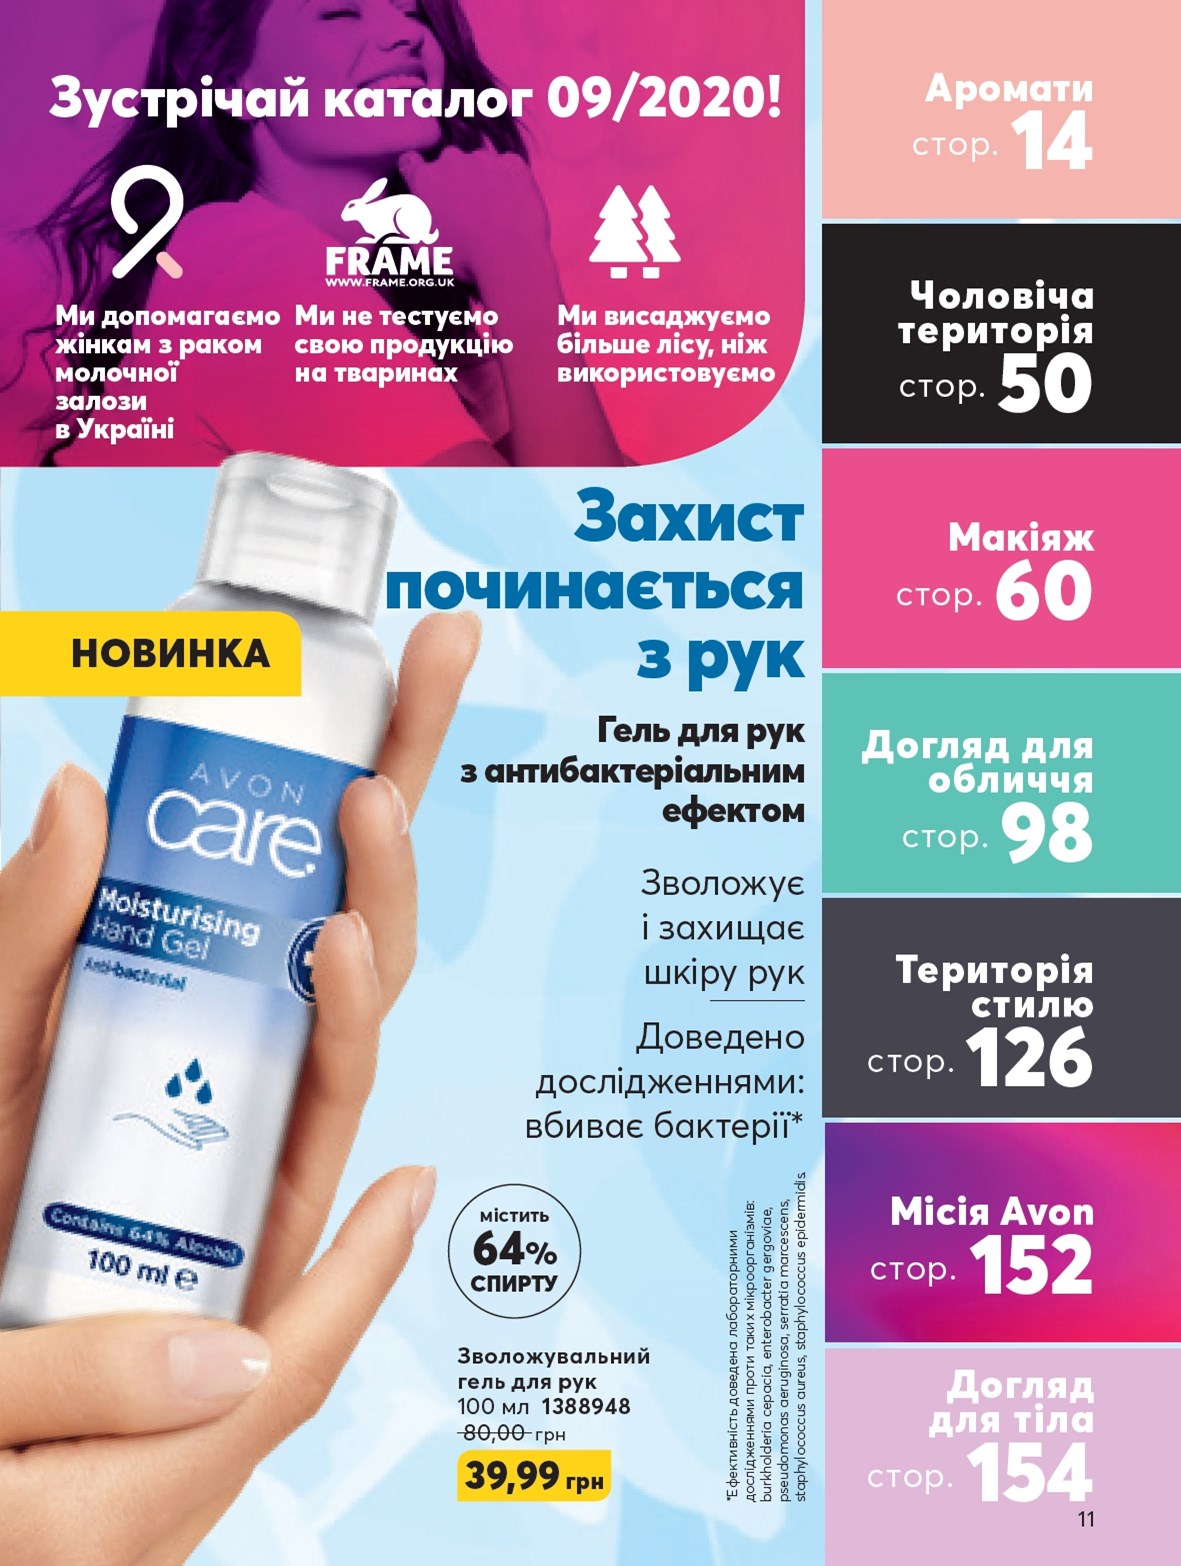 Зустрічай каталог 09/2020!
FRAME
WWW.FRAME.ORG.UK
Ми допомагаємо
жінкам з раком
молочної
залози
в Україні
Ми не тестуємо
свою продукцію
на тваринах
Ми висаджуємо
більше лісу, ніж
використовуємо
Захист
починається
з рук
НОВИНКА
Гель для рук
з антибактеріальним
ефектом
Зволожує
і захищає
шкіру рук
Доведено
дослідженнями:
вбиває бактерії*
AVON
care
Moisturising
Hand Gel
Anti-bacterial
Contains 64% Alcohol
100 ml e
МІСТИТЬ
64%
СПИРТУ
Зволожувальний
гель для рук
100 мл 1388948
80,00 грн
39,99 грн
*Ефективність доведена лабораторними
дослідженнями проти таких мікроорганізмів:
burkholderia cepacia, enterobacter gergoviae,
pseudomonas aeruginosa, serratia marcescens,
staphylococcus aureus, staphylococcus epidermidis.
Аромати
стор. 14
Чоловіча
територія
стор. 50
Макіяж
стор. 60
Догляд для
обличчя
стор. 98
Територія
стилю
стор. 126
Місія Avon
стор. 152
Догляд
для тіла
стор. 154
11